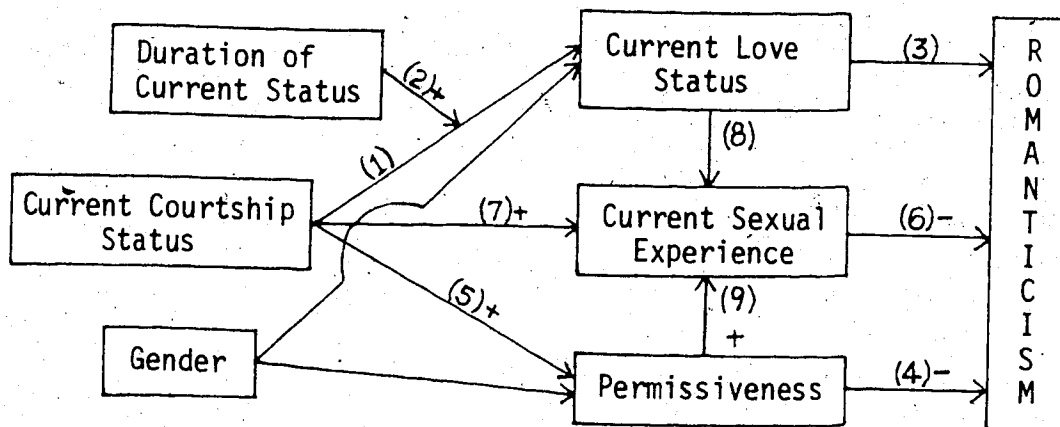 Duration of
Current Status
(2)+
Current Love
Status
(3)
(1)
(8)
Current Courtship
Status
(7)+
Current Sexual
Experience
(6)-
(5)+
(9)
+
Gender
Permissiveness
(4)-
ROMANTICISM